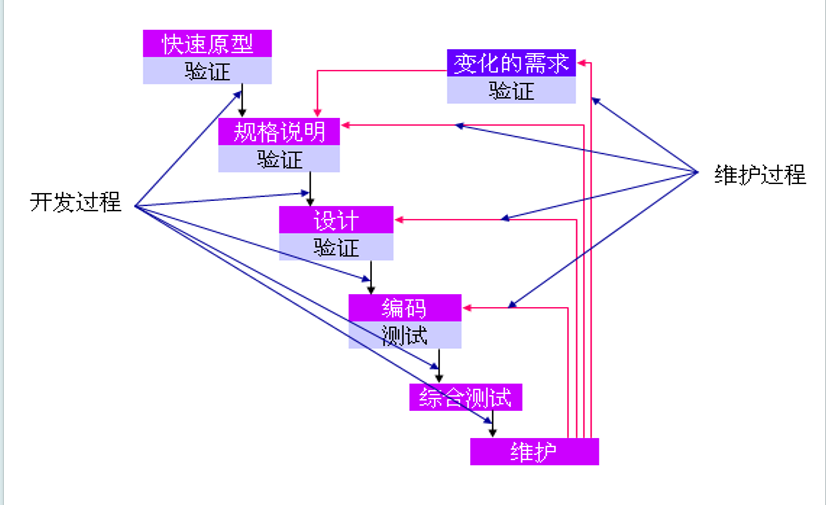 快速原型
验证
变化的需求
验证
规格说明
验证
维护过程
开发过程
设计
验证
编码
测试
综合测试
维护